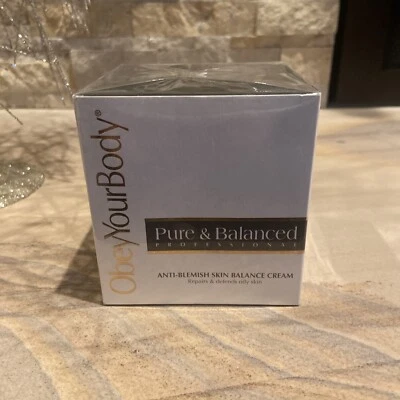 ObeyYourBody®
Pure & Balanced
PROFESSIONAL
ANTI-BLEMISH SKIN BALANCE CREAM
Repairs & defends oily skin